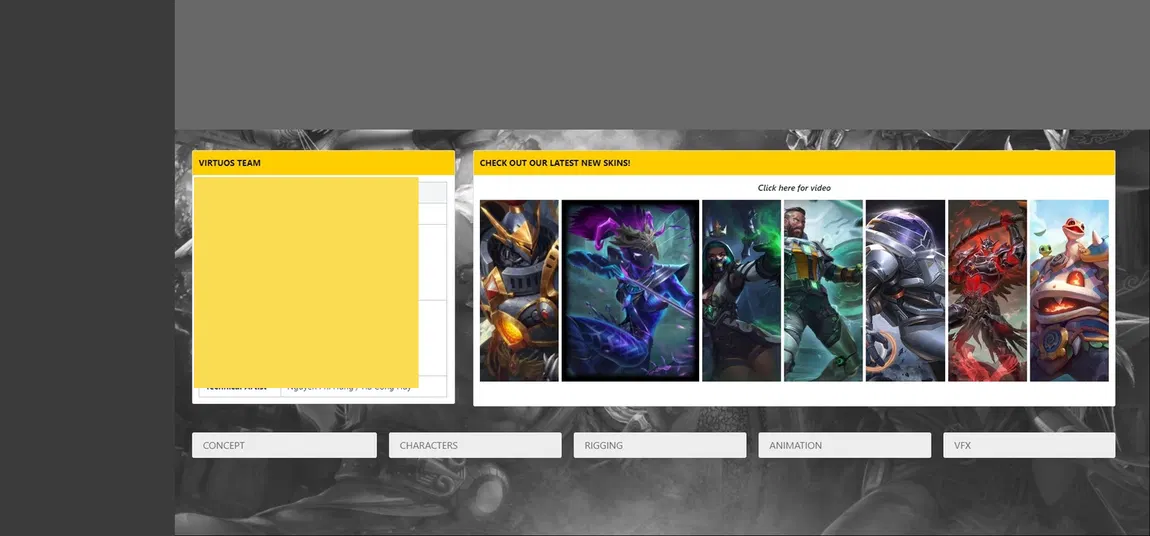 VIRTUOS TEAM
CHECK OUT OUR LATEST NEW SKINS!
Click here for video
CONCEPT
CHARACTERS
RIGGING
ANIMATION
VFX